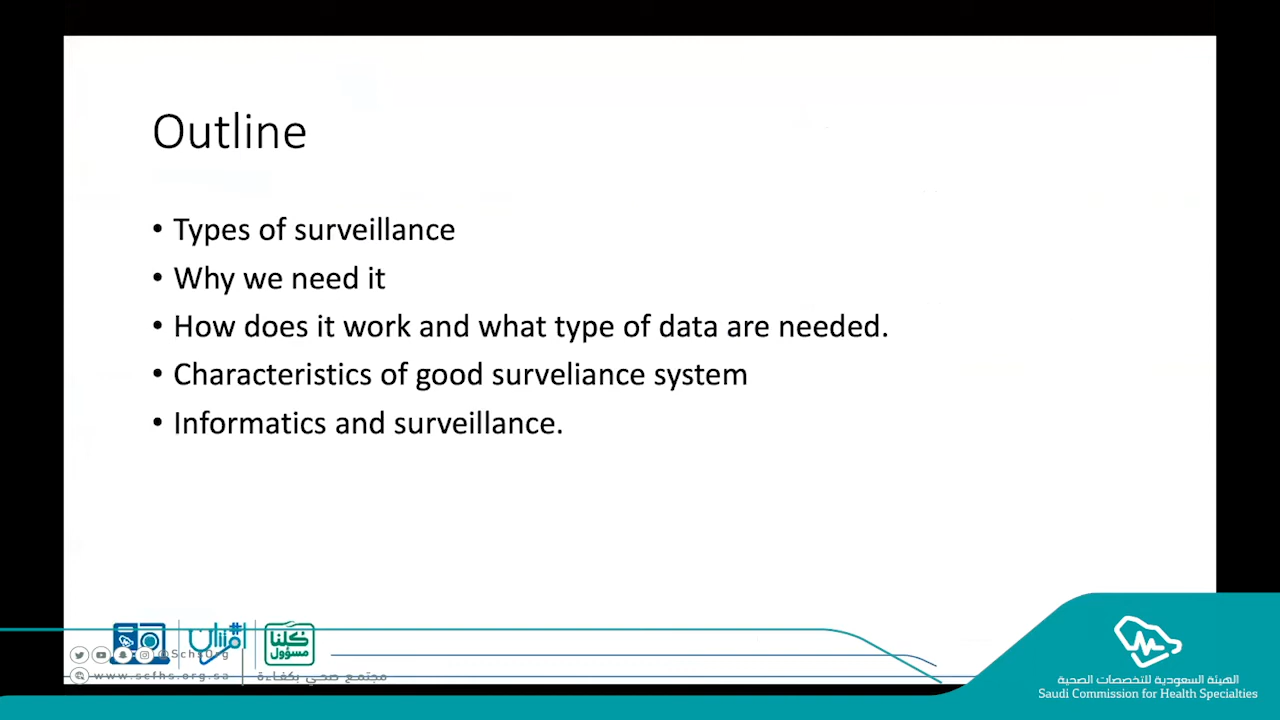 Outline
• Types of surveillance
• Why we need it
• How does it work and what type of data are needed.
• Characteristics of good surveliance system
• Informatics and surveillance.
كلنا
مسؤول
www.scfhs.org.sa
مجتمع صحي بكفاءة
الهيئة السعودية للتخصصات الصحية
Saudi Commission for Health Specialties